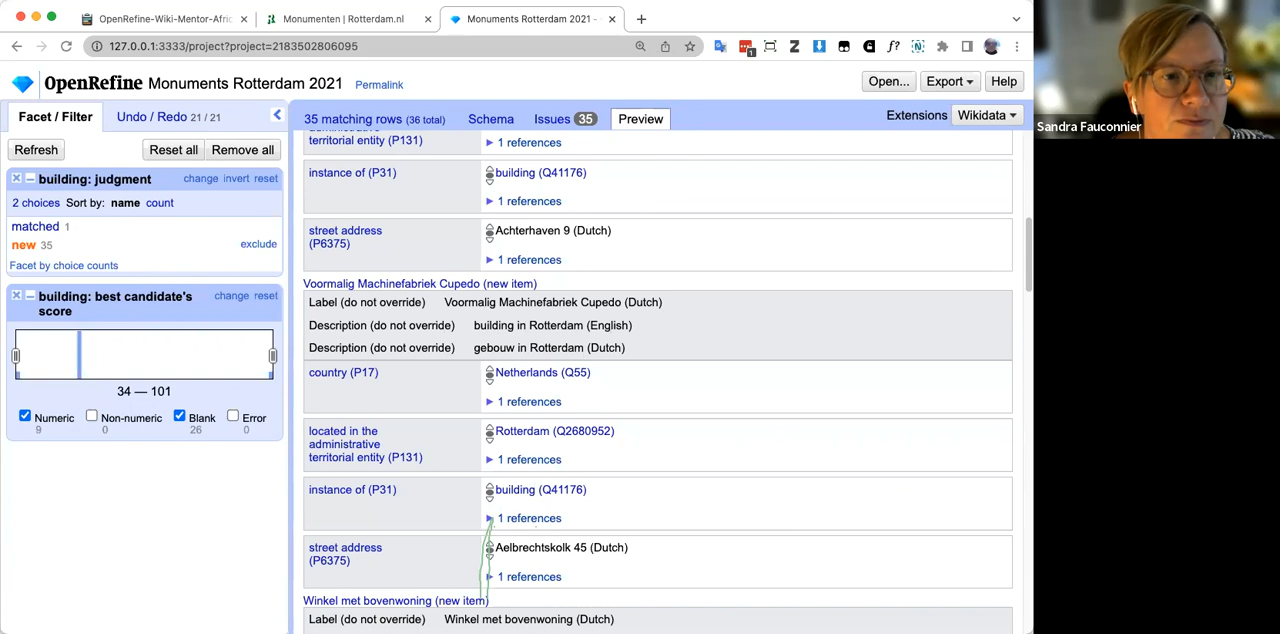 OpenRefine-Wiki-Mentor-Afric
Monumenten | Rotterdam.nl
Monuments Rotterdam 2021 -
127.0.0.1:3333/project?project=2183502806095
OpenRefine Monuments Rotterdam 2021 Permalink
Open... Export Help
Facet / Filter Undo / Redo 21 / 21
35 matching rows (36 total) Schema Issues 35 Preview
Extensions Wikidata
Refresh Reset all Remove all
building: judgment change invert reset
2 choices Sort by: name count
matched 1
new 35 exclude
Facet by choice counts
building: best candidate's score change reset
34 — 101
Numeric Non-numeric Blank Error
9 0 26 0
administrative
territorial entity (P131)
1 references
instance of (P31) building (Q41176)
1 references
street address (P6375) Achterhaven 9 (Dutch)
1 references
Voormalig Machinefabriek Cupedo (new item)
Label (do not override) Voormalig Machinefabriek Cupedo (Dutch)
Description (do not override) building in Rotterdam (English)
Description (do not override) gebouw in Rotterdam (Dutch)
country (P17) Netherlands (Q55)
1 references
located in the administrative territorial entity (P131) Rotterdam (Q2680952)
1 references
instance of (P31) building (Q41176)
1 references
street address (P6375) Aelbrechtskolk 45 (Dutch)
1 references
Winkel met bovenwoning (new item)
Label (do not override) Winkel met bovenwoning (Dutch)
Sandra Fauconnier